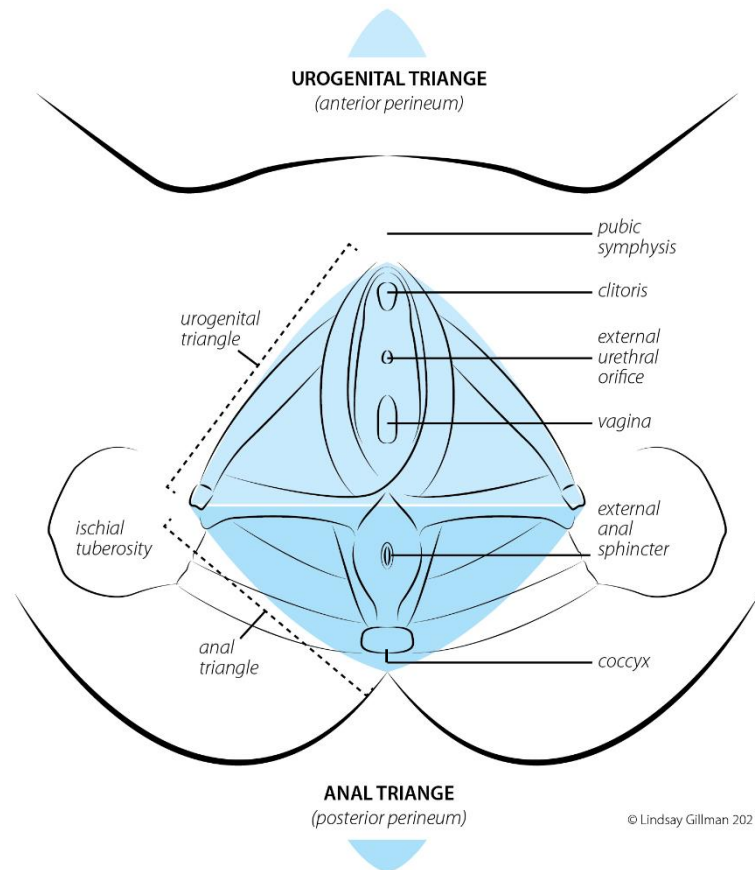 UROGENITAL TRIANGE
(anterior perineum)
pubic
symphysis
clitoris
urogenital
triangle
external
urethral
orifice
vagina
ischial
tuberosity
external
anal
sphincter
anal
triangle
coccyx
ANAL TRIANGE
(posterior perineum)
© Lindsay Gillman 202